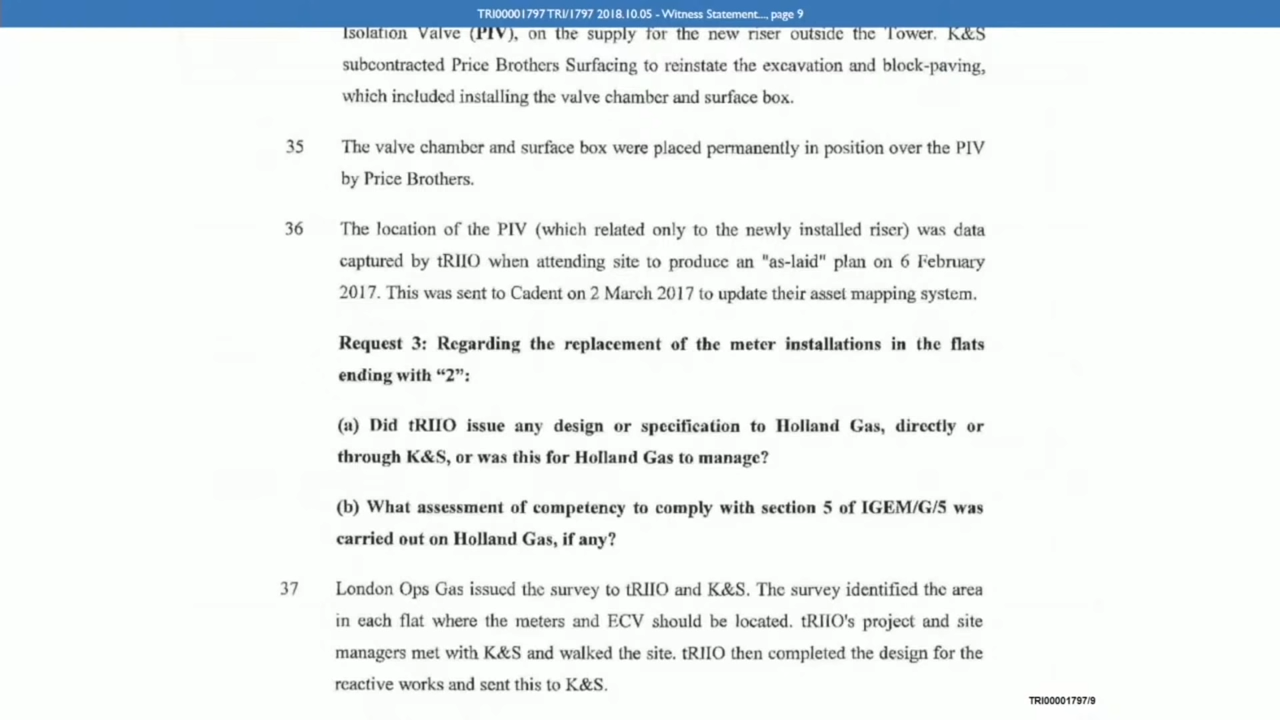 TRI00001797 TRI/1797 2018.10.05 - Witness Statement..., page 9
Isolation Valve (PIV), on the supply for the new riser outside the Tower. K&S
subcontracted Price Brothers Surfacing to reinstate the excavation and block-paving,
which included installing the valve chamber and surface box.
35 The valve chamber and surface box were placed permanently in position over the PIV
by Price Brothers.
36 The location of the PIV (which related only to the newly installed riser) was data
captured by tRIIO when attending site to produce an "as-laid" plan on 6 February
2017. This was sent to Cadent on 2 March 2017 to update their asset mapping system.
Request 3: Regarding the replacement of the meter installations in the flats
ending with “2”:
(a) Did tRIIO issue any design or specification to Holland Gas, directly or
through K&S, or was this for Holland Gas to manage?
(b) What assessment of competency to comply with section 5 of IGEM/G/5 was
carried out on Holland Gas, if any?
37 London Ops Gas issued the survey to tRIIO and K&S. The survey identified the area
in each flat where the meters and ECV should be located. tRIIO's project and site
managers met with K&S and walked the site. tRIIO then completed the design for the
reactive works and sent this to K&S.
TRI00001797/9